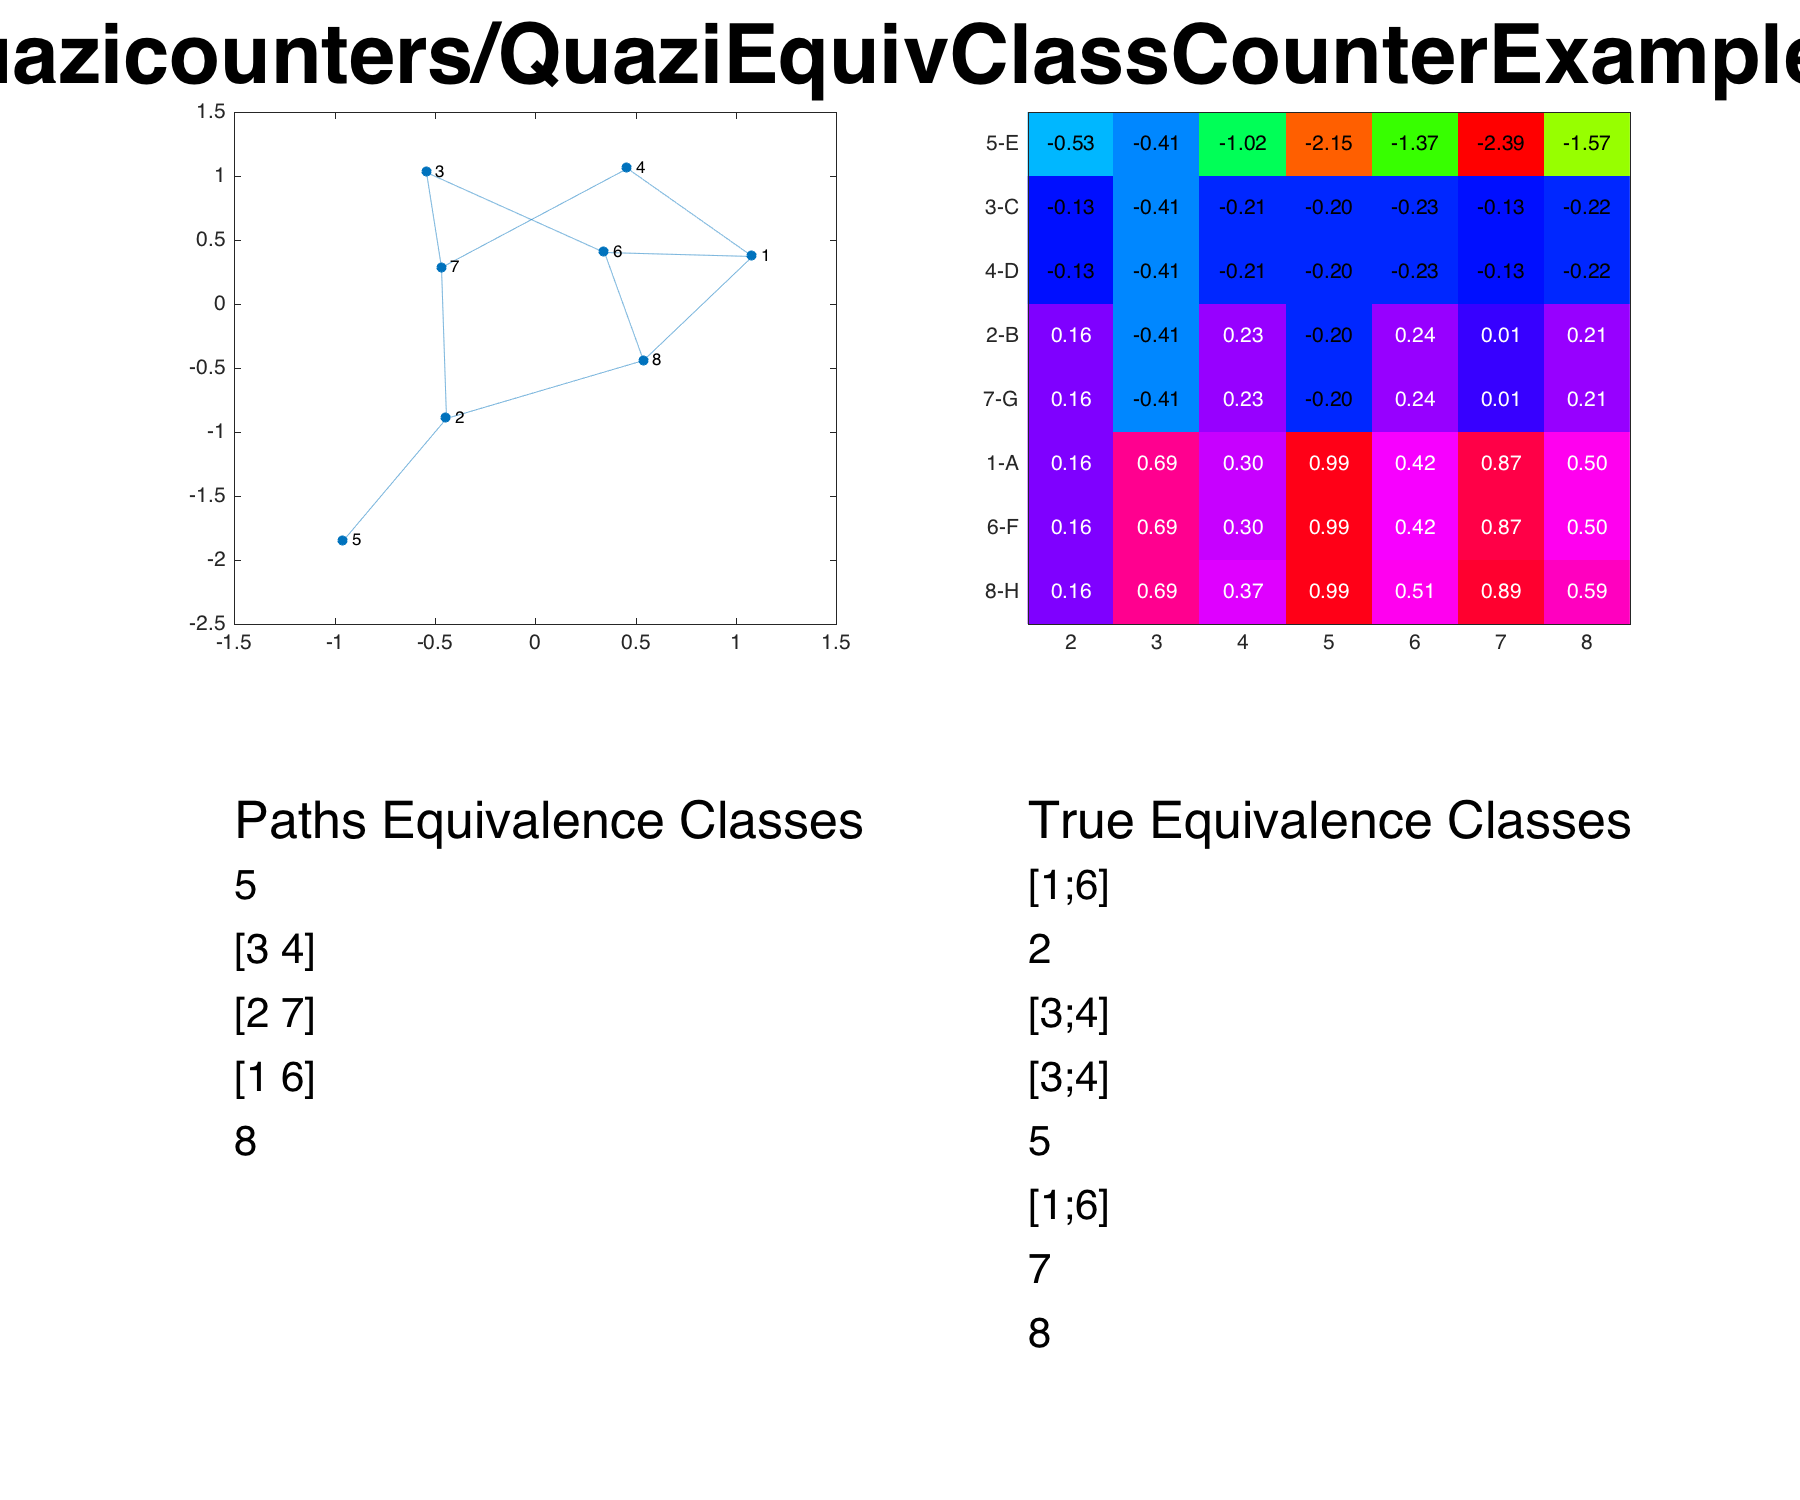 uazicounters/QuaziEquivClassCounterExample
1.5
1
0.5
0
-0.5
-1
-1.5
-2
-2.5
-1.5 -1 -0.5 0 0.5 1 1.5
3
4
6
1
7
8
2
5
5-E -0.53 -0.41 -1.02 -2.15 -1.37 -2.39 -1.57
3-C -0.13 -0.41 -0.21 -0.20 -0.23 -0.13 -0.22
4-D -0.13 -0.41 -0.21 -0.20 -0.23 -0.13 -0.22
2-B 0.16 -0.41 0.23 -0.20 0.24 0.01 0.21
7-G 0.16 -0.41 0.23 -0.20 0.24 0.01 0.21
1-A 0.16 0.69 0.30 0.99 0.42 0.87 0.50
6-F 0.16 0.69 0.30 0.99 0.42 0.87 0.50
8-H 0.16 0.69 0.37 0.99 0.51 0.89 0.59
2 3 4 5 6 7 8
Paths Equivalence Classes
5
[3 4]
[2 7]
[1 6]
8
True Equivalence Classes
[1;6]
2
[3;4]
[3;4]
5
[1;6]
7
8